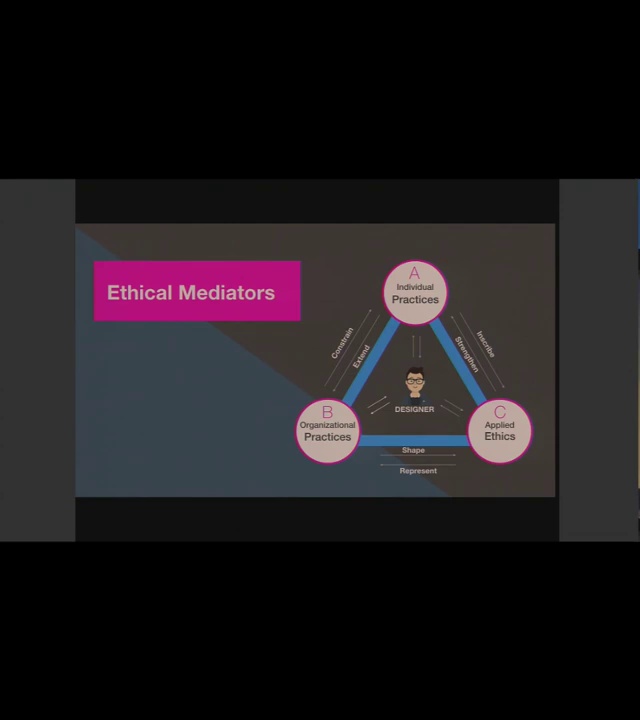 Ethical Mediators
A
Individual
Practices
Constrain
Extend
Inscribe
Strengthen
DESIGNER
B
Organizational
Practices
C
Applied
Ethics
Shape
Represent